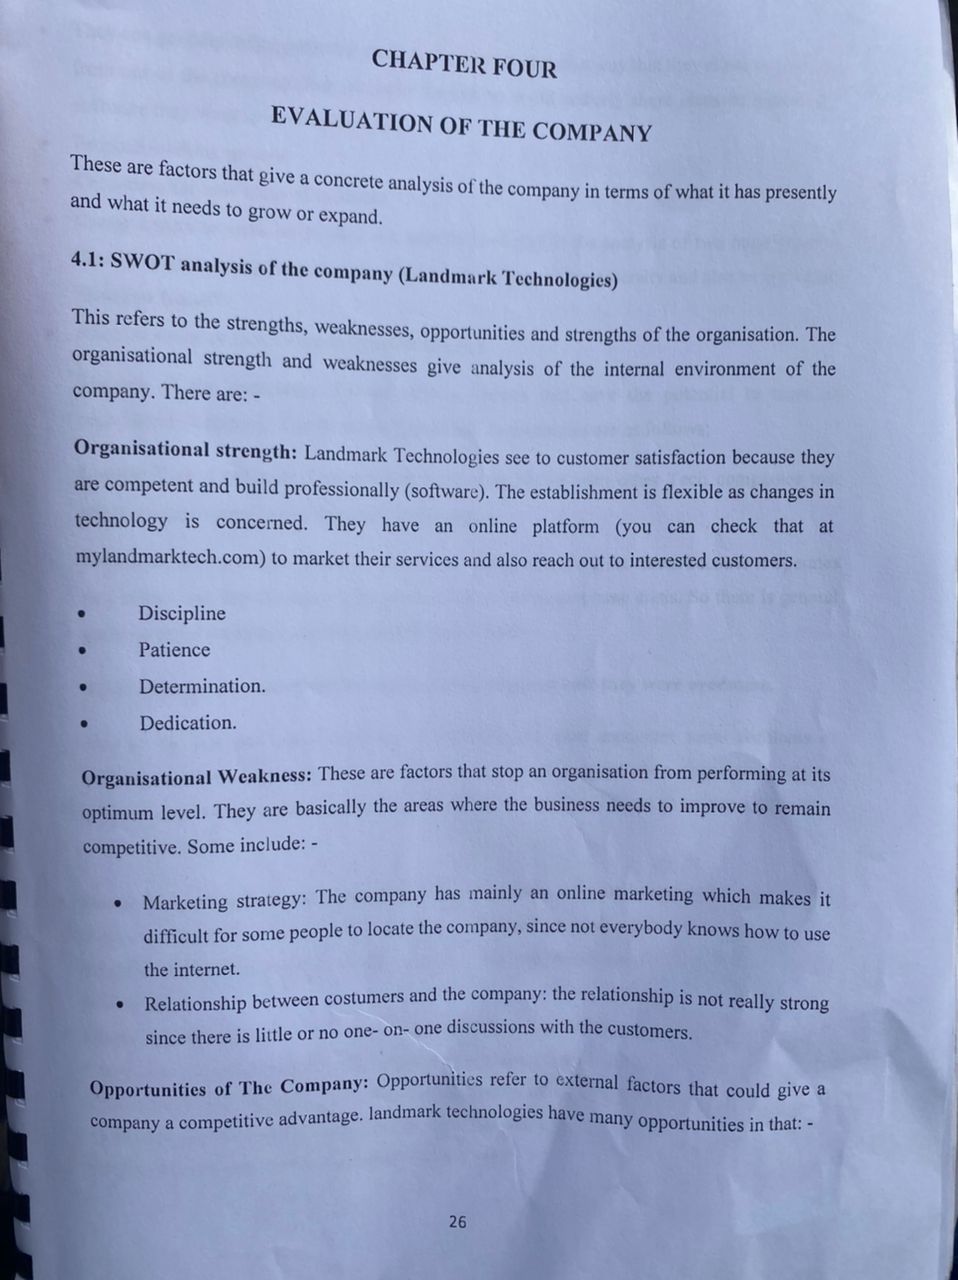 CHAPTER FOUR
EVALUATION OF THE COMPANY
These are factors that give a concrete analysis of the company in terms of what it has presently
and what it needs to grow or expand.
4.1: SWOT analysis of the company (Landmark Technologies)
This refers to the strengths, weaknesses, opportunities and strengths of the organisation. The
organisational strength and weaknesses give analysis of the internal environment of the
company. There are: -
Organisational strength: Landmark Technologies see to customer satisfaction because they
are competent and build professionally (software). The establishment is flexible as changes in
technology is concerned. They have an online platform (you can check that at
mylandmarktech.com) to market their services and also reach out to interested customers.
• Discipline
• Patience
• Determination.
• Dedication.
Organisational Weakness: These are factors that stop an organisation from performing at its
optimum level. They are basically the areas where the business needs to improve to remain
competitive. Some include: -
• Marketing strategy: The company has mainly an online marketing which makes it
difficult for some people to locate the company, since not everybody knows how to use
the internet.
• Relationship between costumers and the company: the relationship is not really strong
since there is little or no one- on- one discussions with the customers.
Opportunities of The Company: Opportunities refer to external factors that could give a
company a competitive advantage. landmark technologies have many opportunities in that: -
26